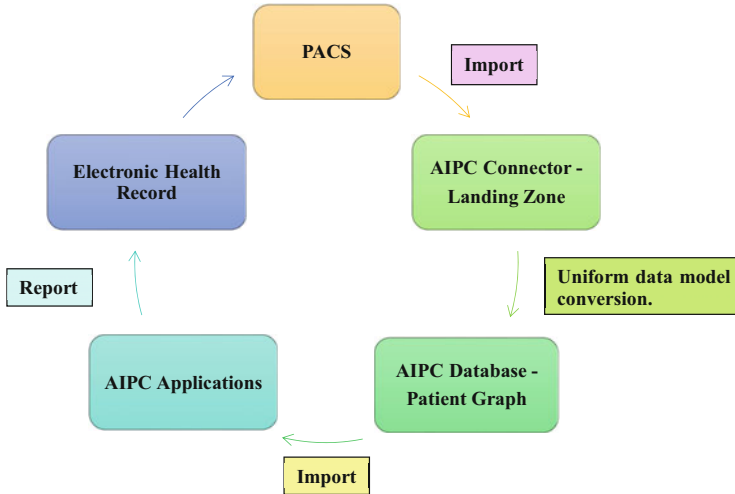 PACS
Import
AIPC Connector -
Landing Zone
Uniform data model
conversion.
AIPC Database -
Patient Graph
Import
AIPC Applications
Report
Electronic Health
Record